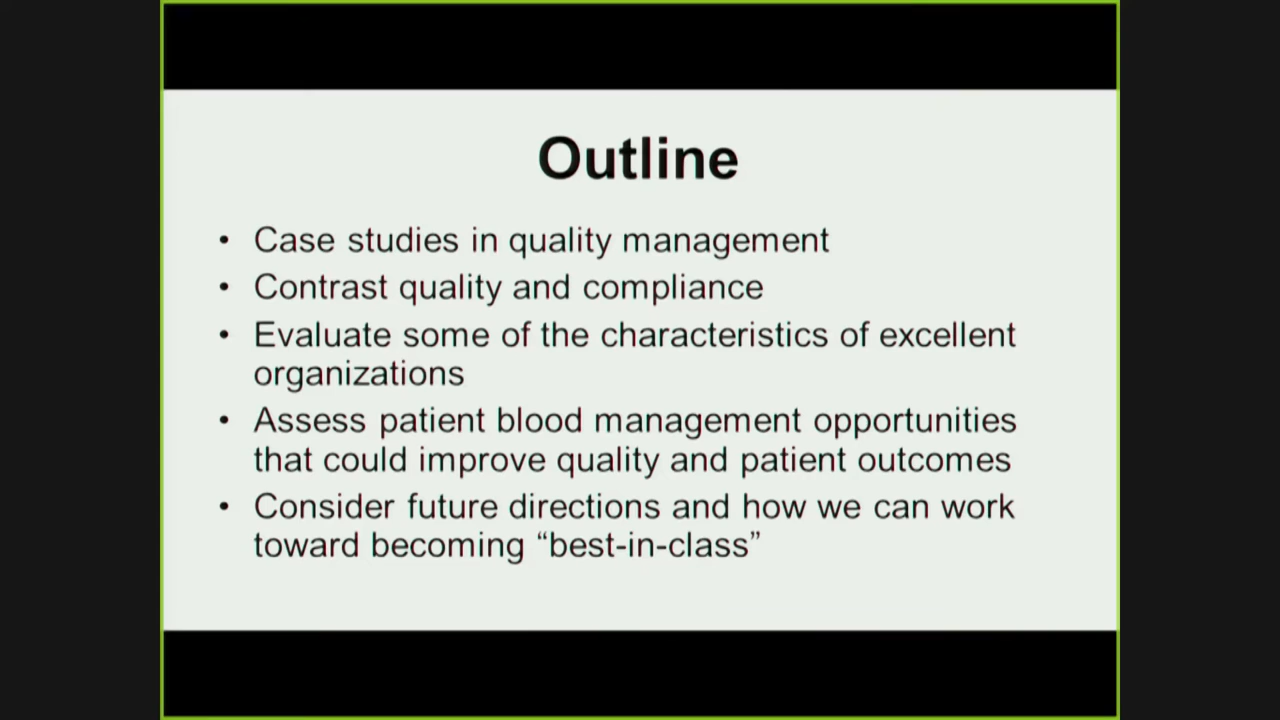 Outline
• Case studies in quality management
• Contrast quality and compliance
• Evaluate some of the characteristics of excellent
organizations
• Assess patient blood management opportunities
that could improve quality and patient outcomes
• Consider future directions and how we can work
toward becoming “best-in-class”